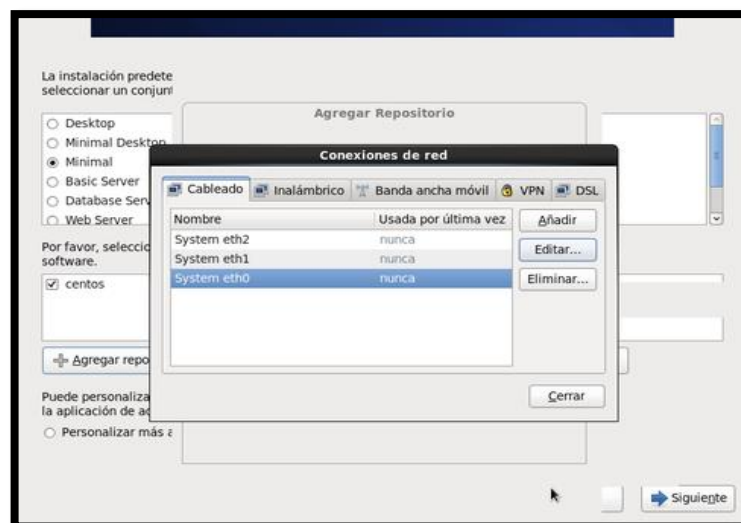 La instalación predete
seleccionar un conjunt
Agregar Repositorio
Desktop
Minimal Desktop
Minimal
Basic Server
Database Serv
Web Server
Conexiones de red
Cableado Inalámbrico Banda ancha móvil VPN DSL
Nombre Usada por última vez
System eth2 nunca
System eth1 nunca
System eth0 nunca
Añadir
Editar...
Eliminar...
Cerrar
Por favor, seleccio
software.
centos
Agregar repo
Puede personaliza
la aplicación de ac
Personalizar más a
Siguiente